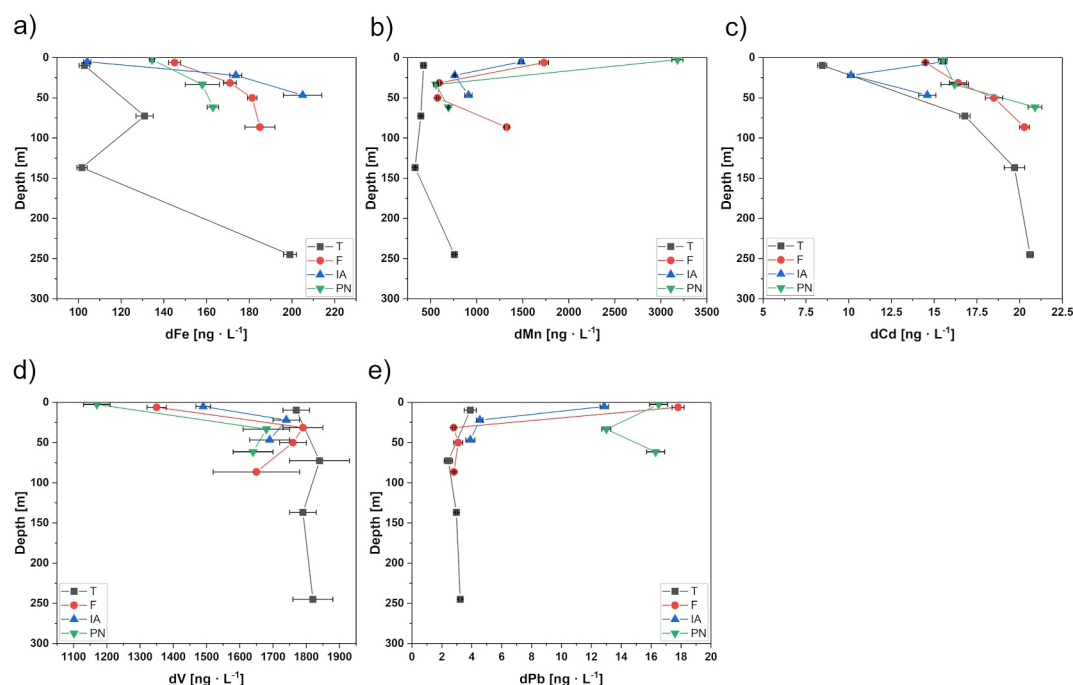 a)
0
50
100
150
200
250
300
Depth [m]
100 120 140 160 180 200 220
dFe [ng · L⁻¹]
T
F
IA
PN
b)
0
50
100
150
200
250
300
Depth [m]
500 1000 1500 2000 2500 3000 3500
dMn [ng · L⁻¹]
T
F
IA
PN
c)
0
50
100
150
200
250
300
Depth [m]
5 7.5 10 12.5 15 17.5 20 22.5
dCd [ng · L⁻¹]
T
F
IA
PN
d)
0
50
100
150
200
250
300
Depth [m]
1100 1200 1300 1400 1500 1600 1700 1800 1900
dV [ng · L⁻¹]
T
F
IA
PN
e)
0
50
100
150
200
250
300
Depth [m]
0 2 4 6 8 10 12 14 16 18 20
dPb [ng · L⁻¹]
T
F
IA
PN